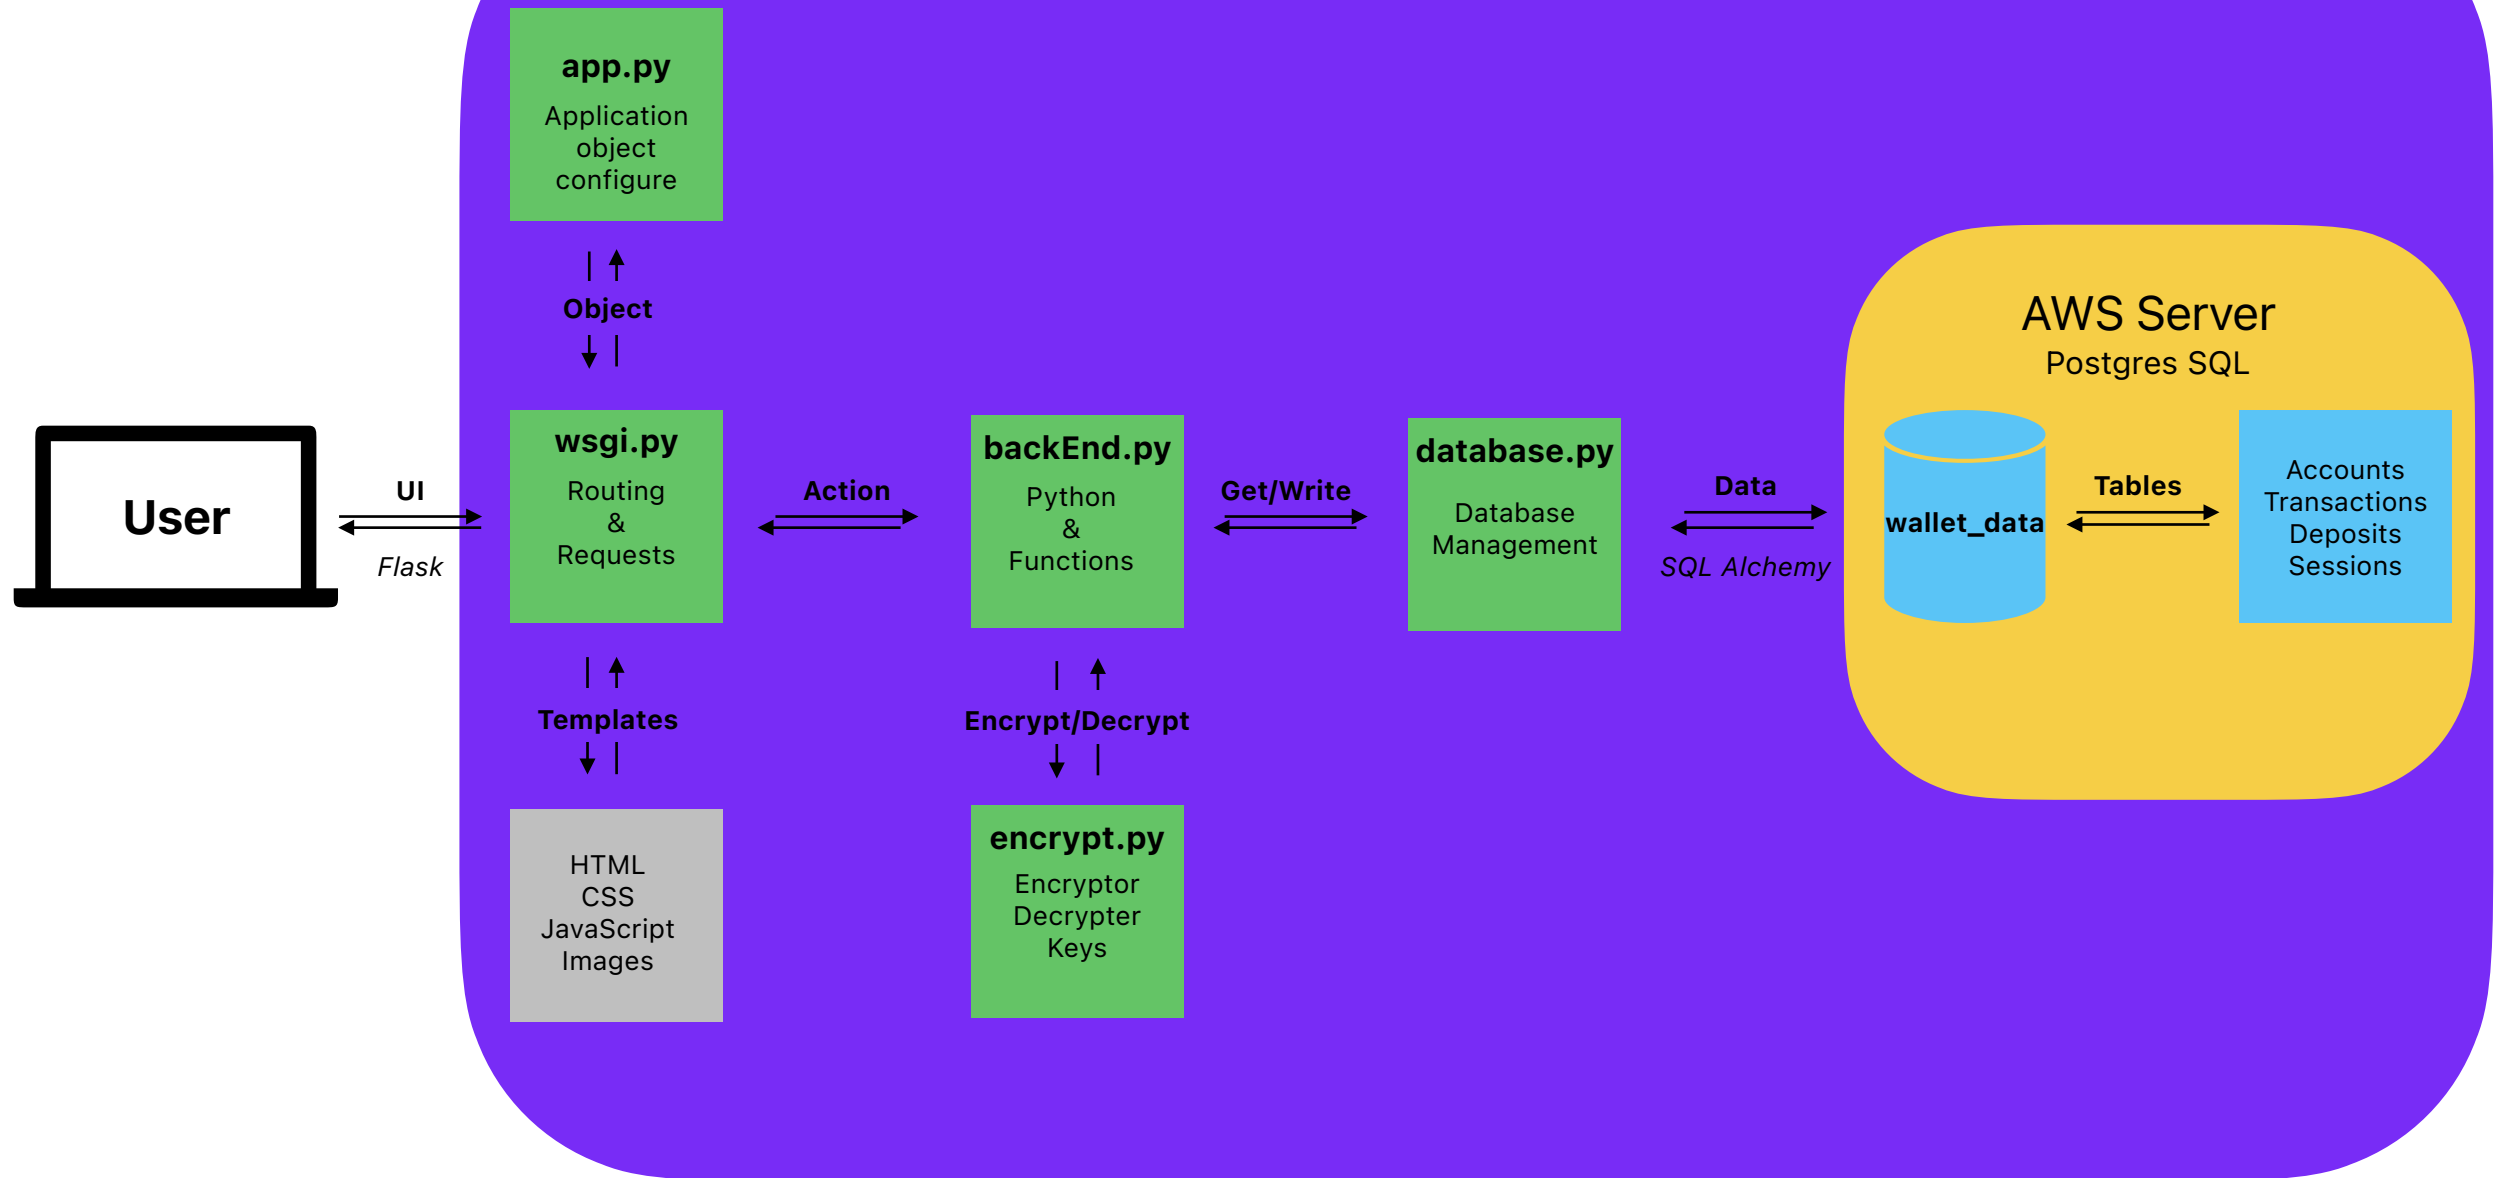 app.py
Application
object
configure
Object
User
UI
Flask
wsgi.py
Routing
&
Requests
Action
backEnd.py
Python
&
Functions
Get/Write
database.py
Database
Management
Data
SQL Alchemy
AWS Server
Postgres SQL
wallet_data
Tables
Accounts
Transactions
Deposits
Sessions
Templates
HTML
CSS
JavaScript
Images
Encrypt/Decrypt
encrypt.py
Encryptor
Decrypter
Keys